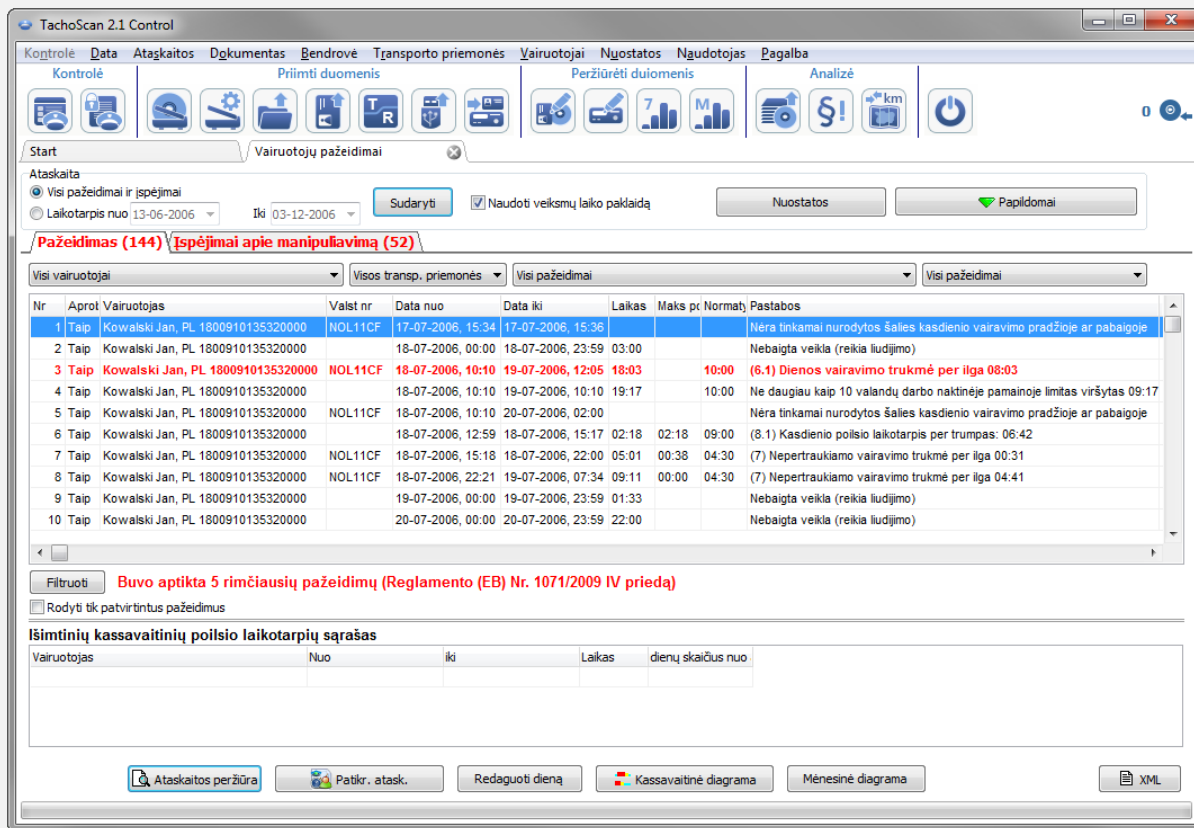 TachoScan 2.1 Control
Kontrolė Data Ataskaitos Dokumentas Bendrovė Transporto priemonės Vairuotojai Nuostatos Naudotojas Pagalba
Kontrolė Priimti duomenis Peržiūrėti duiomenis Analizė
T R 7 M §! km 0
Start Vairuotojų pažeidimai
Ataskaita
Visi pažeidimai ir įspėjimai
Laikotarpis nuo 13-06-2006 Iki 03-12-2006 Sudaryti Naudoti veiksmų laiko paklaidą Nuostatos Papildomai
Pažeidimas (144) Įspėjimai apie manipuliavimą (52)
Visi vairuotojai Visos transp. priemonės Visi pažeidimai Visi pažeidimai
Nr Aprot Vairuotojas Valst nr Data nuo Data iki Laikas Maks po Normaty Pastabos
1 Taip Kowalski Jan, PL 1800910135320000 NOL11CF 17-07-2006, 15:34 17-07-2006, 15:36 Nėra tinkamai nurodytos šalies kasdienio vairavimo pradžioje ar pabaigoje
2 Taip Kowalski Jan, PL 1800910135320000 18-07-2006, 00:00 18-07-2006, 23:59 03:00 Nebaigta veikla (reikia liudijimo)
3 Taip Kowalski Jan, PL 1800910135320000 NOL11CF 18-07-2006, 10:10 19-07-2006, 12:05 18:03 10:00 (6.1) Dienos vairavimo trukmė per ilga 08:03
4 Taip Kowalski Jan, PL 1800910135320000 18-07-2006, 10:10 19-07-2006, 10:10 19:17 10:00 Ne daugiau kaip 10 valandų darbo naktinėje pamainoje limitas viršytas 09:17
5 Taip Kowalski Jan, PL 1800910135320000 NOL11CF 18-07-2006, 10:10 20-07-2006, 02:00 Nėra tinkamai nurodytos šalies kasdienio vairavimo pradžioje ar pabaigoje
6 Taip Kowalski Jan, PL 1800910135320000 18-07-2006, 12:59 18-07-2006, 15:17 02:18 02:18 09:00 (8.1) Kasdienio poilsio laikotarpis per trumpas: 06:42
7 Taip Kowalski Jan, PL 1800910135320000 NOL11CF 18-07-2006, 15:18 18-07-2006, 22:00 05:01 00:38 04:30 (7) Nepertraukiamo vairavimo trukmė per ilga 00:31
8 Taip Kowalski Jan, PL 1800910135320000 NOL11CF 18-07-2006, 22:21 19-07-2006, 07:34 09:11 00:00 04:30 (7) Nepertraukiamo vairavimo trukmė per ilga 04:41
9 Taip Kowalski Jan, PL 1800910135320000 19-07-2006, 00:00 19-07-2006, 23:59 01:33 Nebaigta veikla (reikia liudijimo)
10 Taip Kowalski Jan, PL 1800910135320000 20-07-2006, 00:00 20-07-2006, 23:59 22:00 Nebaigta veikla (reikia liudijimo)
Filtruoti Buvo aptikta 5 rimčiausių pažeidimų (Reglamento (EB) Nr. 1071/2009 IV priedą)
Rodyti tik patvirtintus pažeidimus
Išimtinių kassavaitinių poilsio laikotarpių sąrašas
Vairuotojas Nuo iki Laikas dienų skaičius nuo
Ataskaitos peržiūra Patikr. atask. Redaguoti dieną Kassavaitinė diagrama Mėnesinė diagrama XML